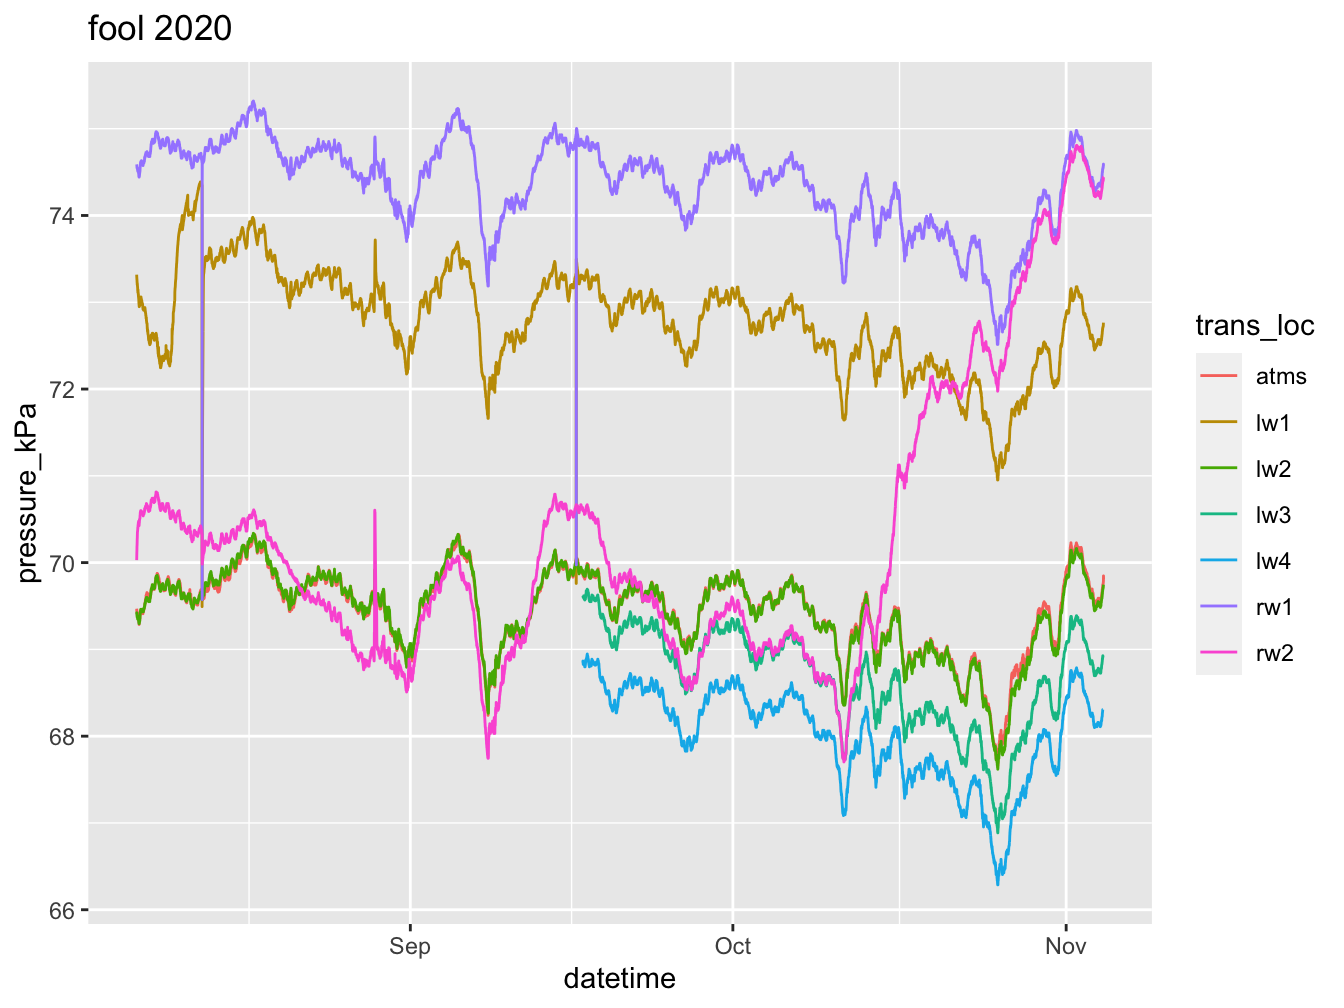 fool 2020
pressure_kPa
74
72
70
68
66
Sep
Oct
Nov
datetime
trans_loc
atms
lw1
lw2
lw3
lw4
rw1
rw2